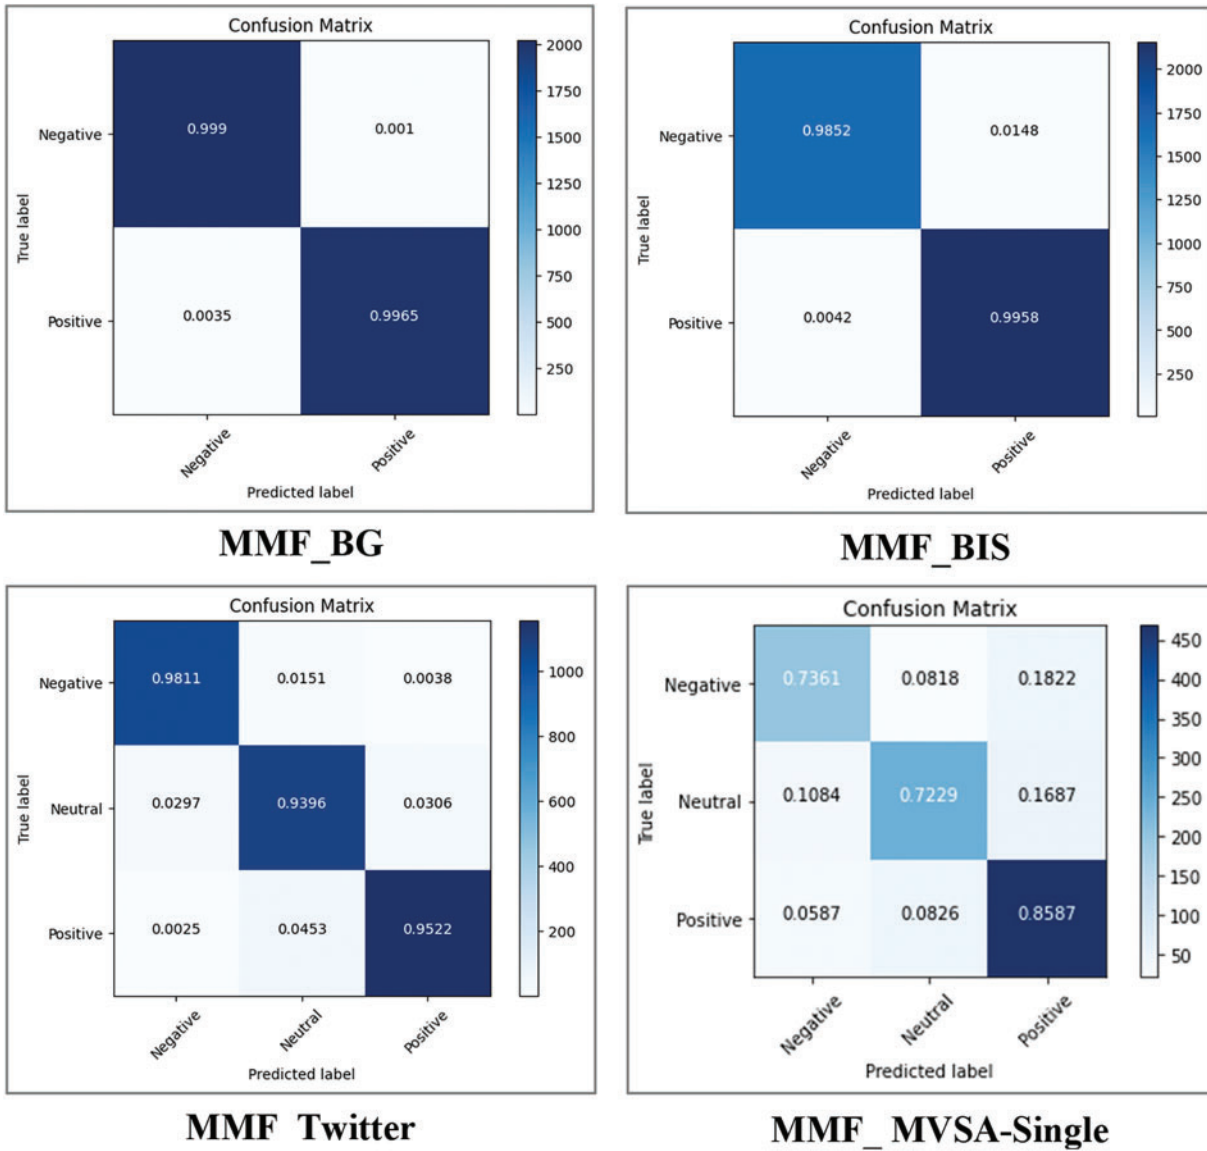 Confusion Matrix
Negative 0.999 0.001
Positive 0.0035 0.9965
True label
Negative Positive
Predicted label
2000
1750
1500
1250
1000
750
500
250
MMF_BG
Confusion Matrix
Negative 0.9852 0.0148
Positive 0.0042 0.9958
True label
Negative Positive
Predicted label
2000
1750
1500
1250
1000
750
500
250
MMF_BIS
Confusion Matrix
Negative 0.9811 0.0151 0.0038
Neutral 0.0297 0.9396 0.0306
Positive 0.0025 0.0453 0.9522
True label
Negative Neutral Positive
Predicted label
1000
800
600
400
200
MMF Twitter
Confusion Matrix
Negative 0.7361 0.0818 0.1822
Neutral 0.1084 0.7229 0.1687
Positive 0.0587 0.0826 0.8587
True label
Negative Neutral Positive
Predicted label
450
400
350
300
250
200
150
100
50
MMF_ MVSA-Single